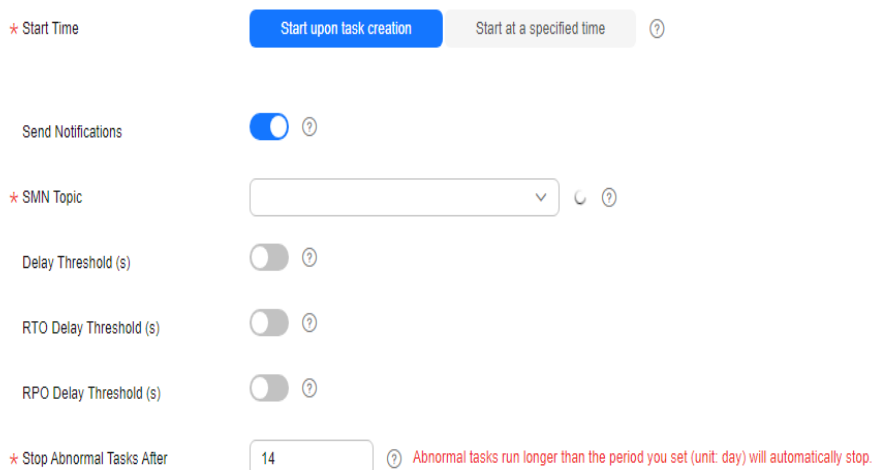 * Start Time Start upon task creation Start at a specified time ?
Send Notifications ?
* SMN Topic ?
Delay Threshold (s) ?
RTO Delay Threshold (s) ?
RPO Delay Threshold (s) ?
* Stop Abnormal Tasks After 14 ? Abnormal tasks run longer than the period you set (unit: day) will automatically stop.